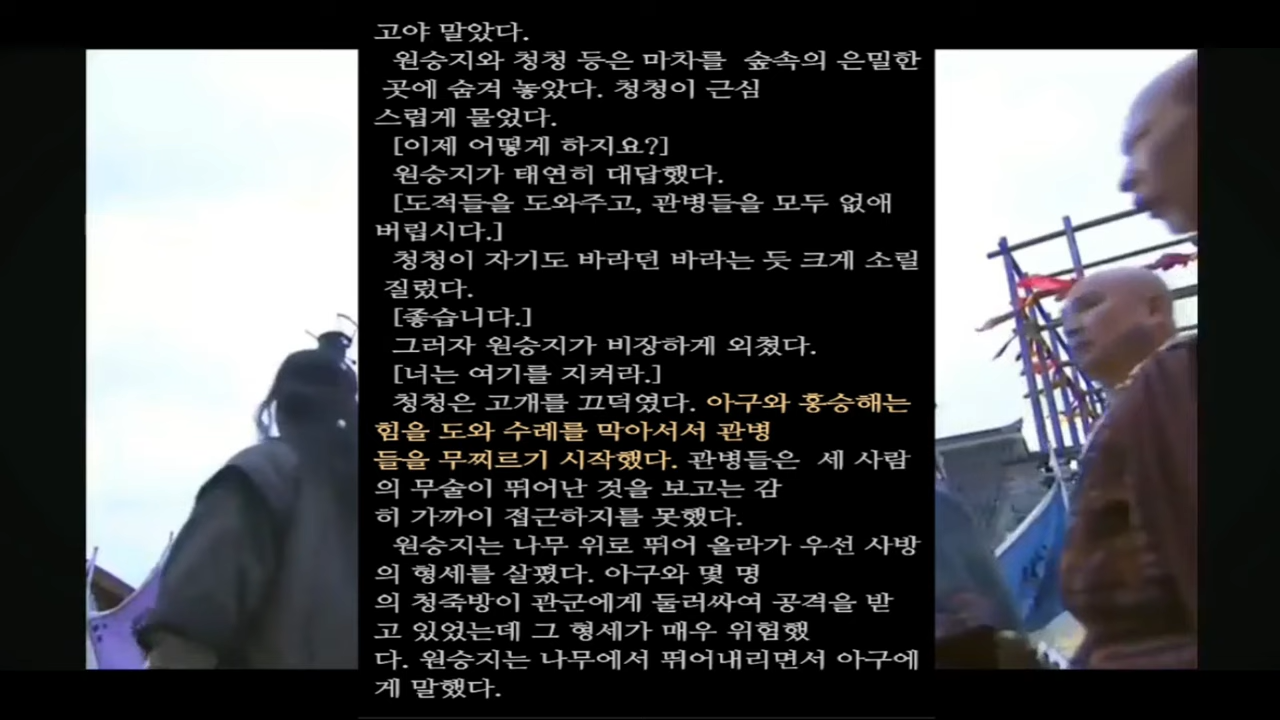 고야 말았다.
원승지와 청청 등은 마차를 숲속의 은밀한
곳에 숨겨 놓았다. 청청이 근심
스럽게 물었다.
[이제 어떻게 하지요?]
원승지가 태연히 대답했다.
[도적들을 도와주고, 관병들을 모두 없애
버립시다.]
청청이 자기도 바라던 바라는 듯 크게 소릴
질렀다.
[좋습니다.]
그러자 원승지가 비장하게 외쳤다.
[너는 여기를 지켜라.]
청청은 고개를 끄덕였다. 아구와 홍승해는
힘을 도와 수레를 막아서서 관병
들을 무찌르기 시작했다. 관병들은 세 사람
의 무술이 뛰어난 것을 보고는 감
히 가까이 접근하지를 못했다.
원승지는 나무 위로 뛰어 올라가 우선 사방
의 형세를 살폈다. 아구와 몇 명
의 청죽방이 관군에게 둘러싸여 공격을 받
고 있었는데 그 형세가 매우 위험했
다. 원승지는 나무에서 뛰어내리면서 아구에
게 말했다.